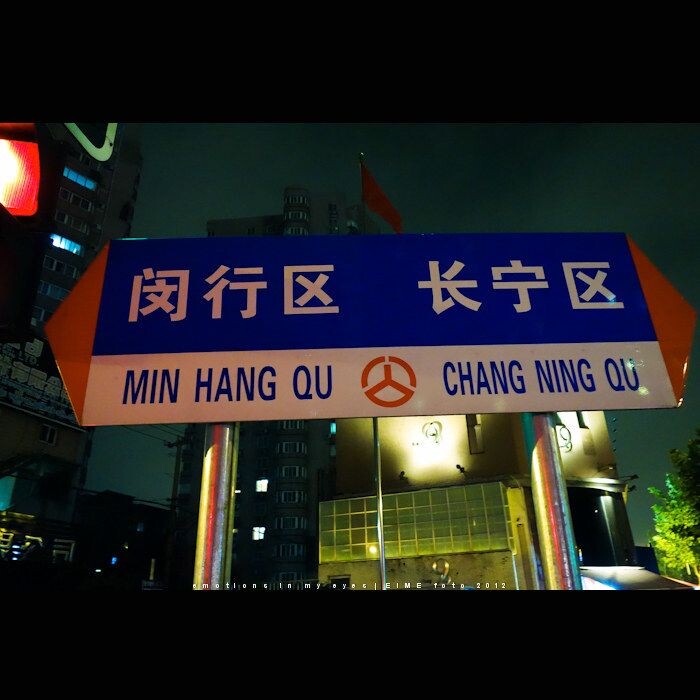 闵行区 长宁区
MIN HANG QU CHANG NING QU
emotions in my eyes| EIME foto 2012